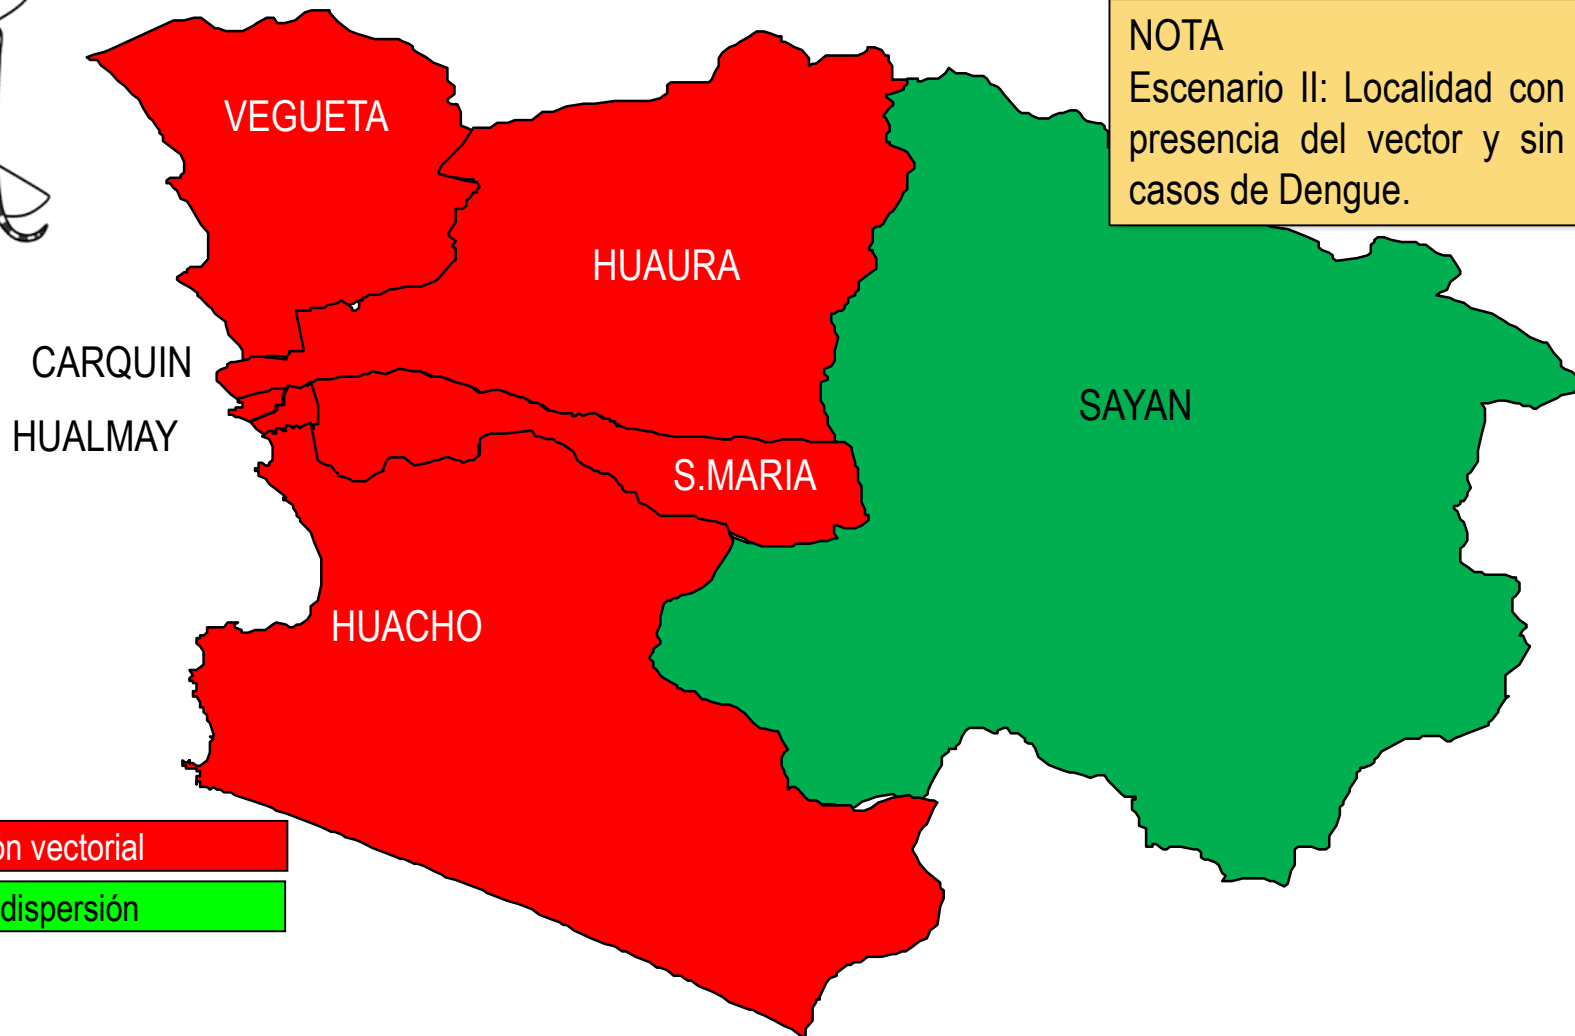 NOTA
Escenario II: Localidad con
presencia del vector y sin
casos de Dengue.
VEGUETA
HUAURA
CARQUIN
HUALMAY
SAYAN
S.MARIA
HUACHO
vectorial
dispersión